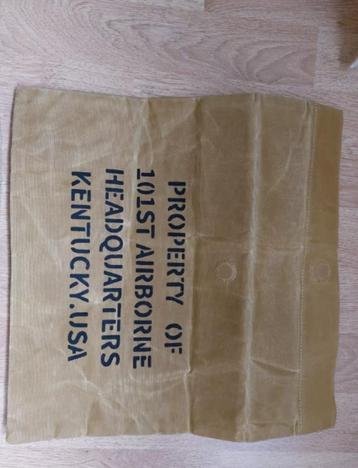 PROPERTY OF
101ST AIRBORNE
HEADQUARTERS
KENTUCKY.USA